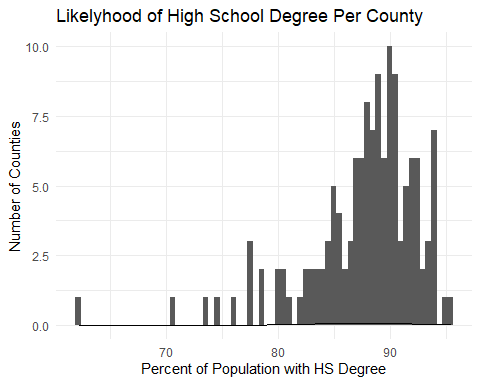 Likelyhood of High School Degree Per County
10.0
7.5
5.0
2.5
0.0
Number of Counties
70
80
90
Percent of Population with HS Degree